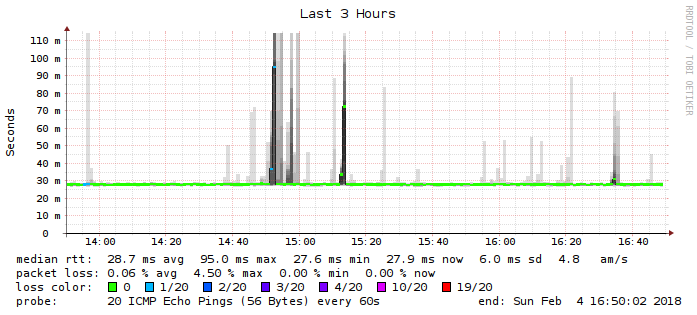 Last 3 Hours
RRDTOOL / TOBI OETIKER
Seconds
110 m
100 m
90 m
80 m
70 m
60 m
50 m
40 m
30 m
20 m
10 m
0
14:00 14:20 14:40 15:00 15:20 15:40 16:00 16:20 16:40
median rtt: 28.7 ms avg 95.0 ms max 27.6 ms min 27.9 ms now 6.0 ms sd 4.8 am/s
packet loss: 0.06 % avg 4.50 % max 0.00 % min 0.00 % now
loss color: 0 1/20 2/20 3/20 4/20 10/20 19/20
probe: 20 ICMP Echo Pings (56 Bytes) every 60s end: Sun Feb 4 16:50:02 2018